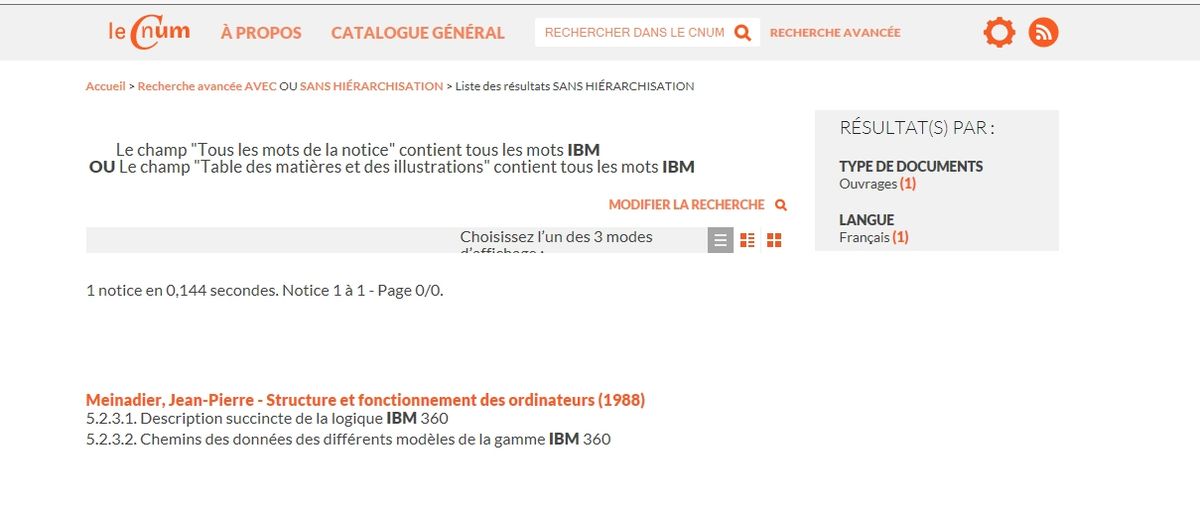 le Cnum
À PROPOS
CATALOGUE GÉNÉRAL
RECHERCHER DANS LE CNUM
RECHERCHE AVANCÉE
Accueil > Recherche avancée AVEC OU SANS HIÉRARCHISATION > Liste des résultats SANS HIÉRARCHISATION
Le champ "Tous les mots de la notice" contient tous les mots IBM
OU Le champ "Table des matières et des illustrations" contient tous les mots IBM
MODIFIER LA RECHERCHE
Choisissez l’un des 3 modes
d’affichage :
1 notice en 0,144 secondes. Notice 1 à 1 - Page 0/0.
Meinadier, Jean-Pierre - Structure et fonctionnement des ordinateurs (1988)
5.2.3.1. Description succincte de la logique IBM 360
5.2.3.2. Chemins des données des différents modèles de la gamme IBM 360
RÉSULTAT(S) PAR :
TYPE DE DOCUMENTS
Ouvrages (1)
LANGUE
Français (1)